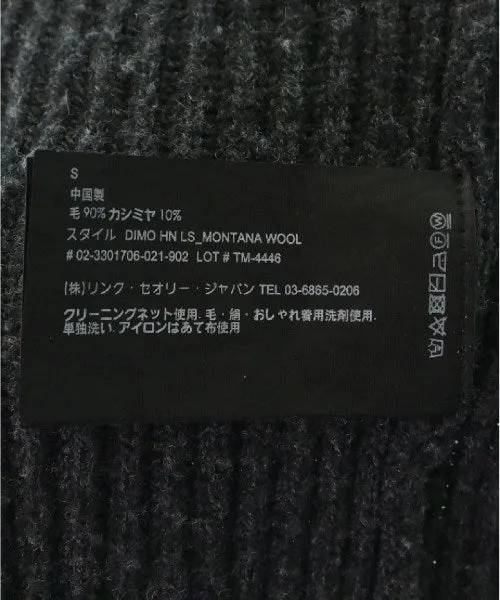 S
中国製
毛 90% カシミヤ 10%
スタイル DIMO HN LS_MONTANA WOOL
# 02-3301706-021-902 LOT # TM-4446
(株)リンク・セオリー・ジャパン TEL 03-6865-0206
クリーニングネット使用. 毛・絹・おしゃれ着用洗剤使用.
単独洗い. アイロンはあて布使用